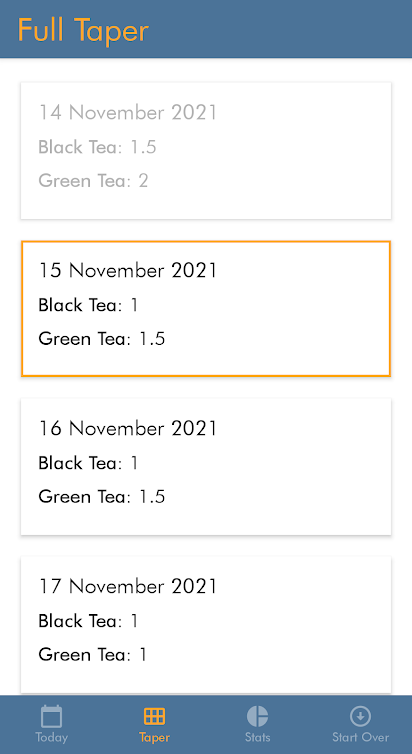 Full Taper
14 November 2021
Black Tea: 1.5
Green Tea: 2
15 November 2021
Black Tea: 1
Green Tea: 1.5
16 November 2021
Black Tea: 1
Green Tea: 1.5
17 November 2021
Black Tea: 1
Green Tea: 1
Today Taper Stats Start Over